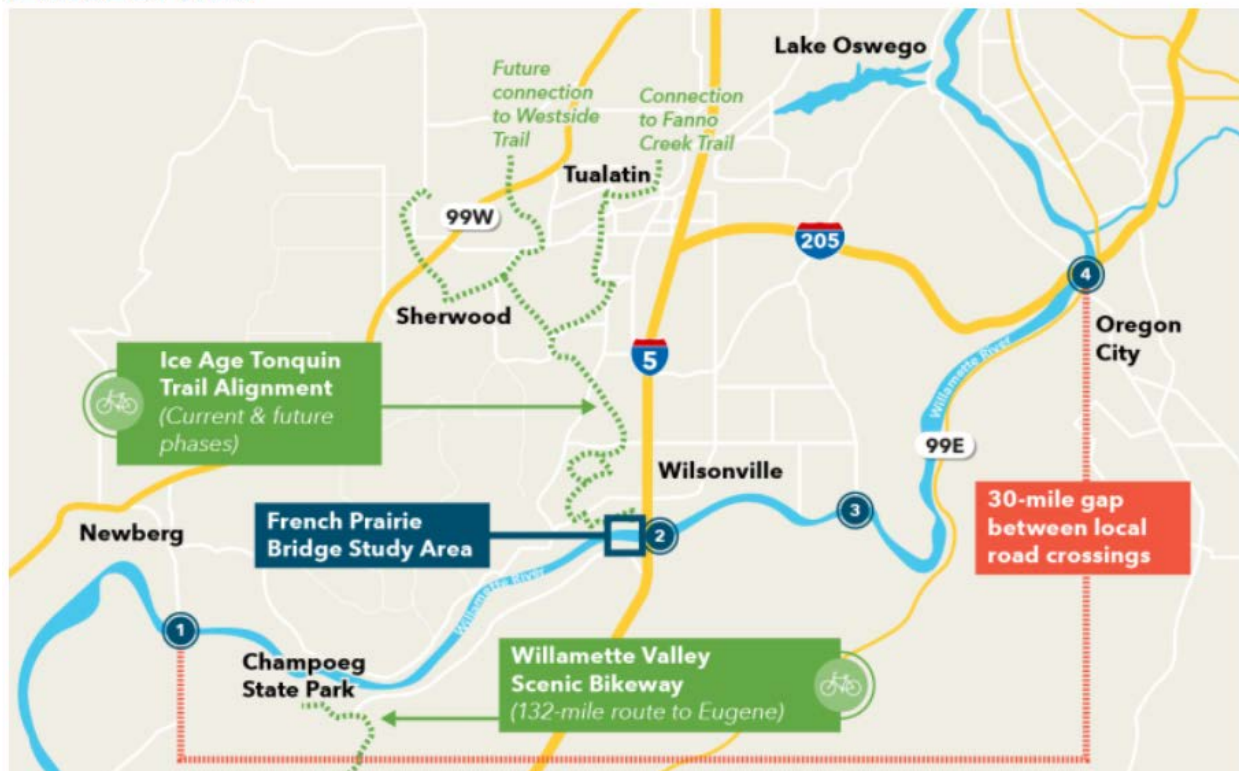 Lake Oswego
Future
connection
to Westside
Trail
Connection
to Fanno
Creek Trail
Tualatin
99W
205
4
Sherwood
Oregon
City
5
Ice Age Tonquin
Trail Alignment
(Current & future
phases)
Willamette River
99E
Wilsonville
30-mile gap
between local
road crossings
3
Newberg
French Prairie
Bridge Study Area
2
Willamette River
1
Champoeg
State Park
Willamette Valley
Scenic Bikeway
(132-mile route to Eugene)